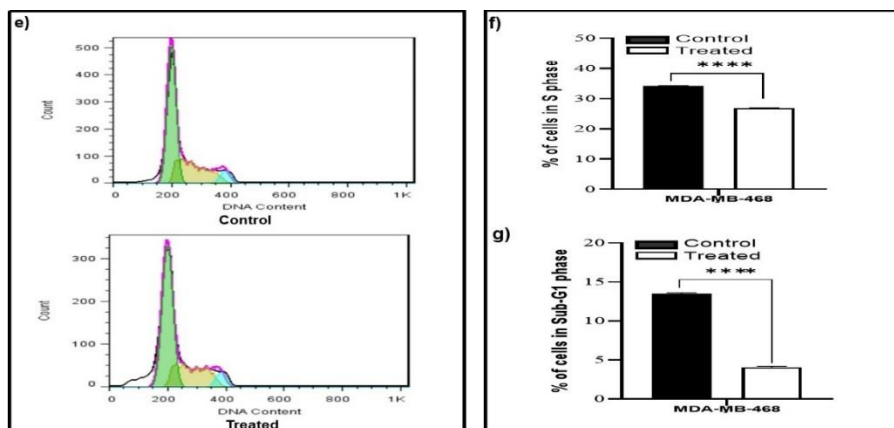 e)
500
400
300
200
100
0
Count
0 200 400 600 800 1K
DNA Content
Control
300
200
100
0
Count
0 200 400 600 800 1K
DNA Content
Treated
f)
Control
Treated
****
50
40
30
20
10
0
% of cells in S phase
MDA-MB-468
g)
Control
Treated
****
20
15
10
5
0
% of cells in Sub-G1 phase
MDA-MB-468